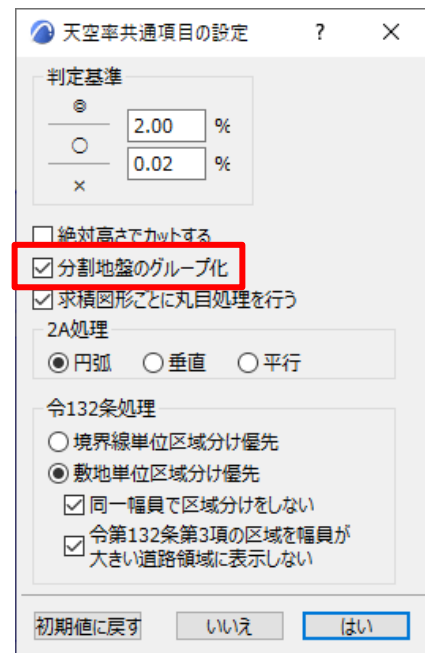 天空率共通項目の設定 ? ×
判定基準
◎
2.00 %
○
0.02 %
×
絶対高さでカットする
分割地盤のグループ化
求積図形ごとに丸目処理を行う
2A処理
円弧 垂直 平行
令132条処理
境界線単位区域分け優先
敷地単位区域分け優先
同一幅員で区域分けをしない
令第132条第3項の区域を幅員が
大きい道路領域に表示しない
初期値に戻す いいえ はい